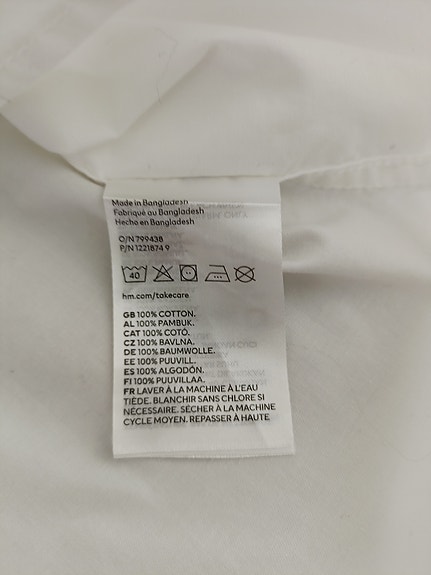 Made in Bangladesh
Fabriqué au Bangladesh
Hecho en Bangladesh
O/N 799438
P/N 1221874 9
40
hm.com/takecare
GB 100% COTTON.
AL 100% PAMBUK.
CAT 100% COTÓ.
CZ 100% BAVLNA.
DE 100% BAUMWOLLE.
EE 100% PUUVILL.
ES 100% ALGODÓN.
FI 100% PUUVILLAA.
FR LAVER À LA MACHINE À L'EAU
TIÈDE. BLANCHIR SANS CHLORE SI
NÉCESSAIRE. SÉCHER À LA MACHINE
CYCLE MOYEN. REPASSER À HAUTE